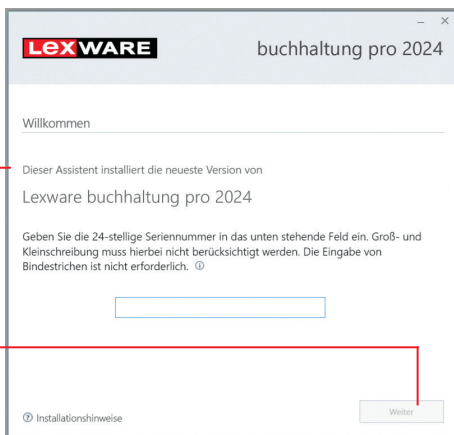 LEXWARE
buchhaltung pro 2024
Willkommen
Dieser Assistent installiert die neueste Version von
Lexware buchhaltung pro 2024
Geben Sie die 24-stellige Seriennummer in das unten stehende Feld ein. Groß- und
Kleinschreibung muss hierbei nicht berücksichtigt werden. Die Eingabe von
Bindestrichen ist nicht erforderlich.
Installationshinweise
Weiter